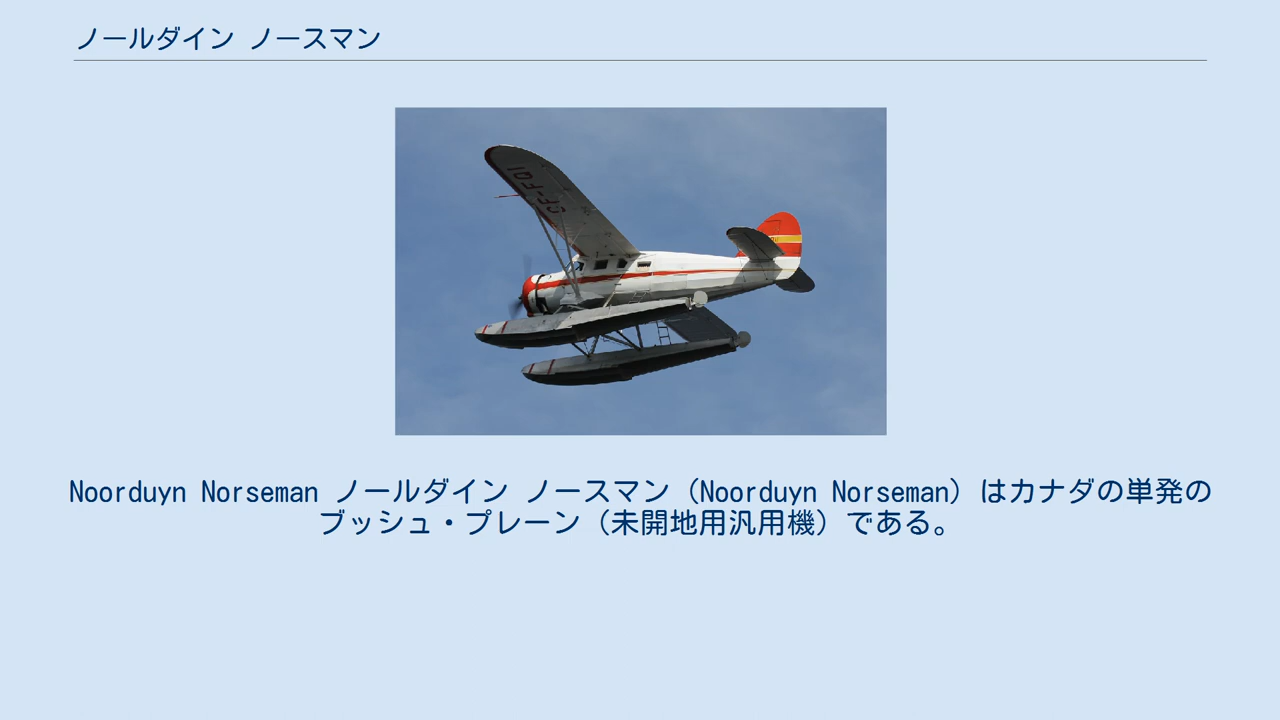 ノールダイン ノースマン
CF-FQI
Noorduyn Norseman ノールダイン ノースマン（Noorduyn Norseman）はカナダの単発の
ブッシュ・プレーン（未開地用汎用機）である。